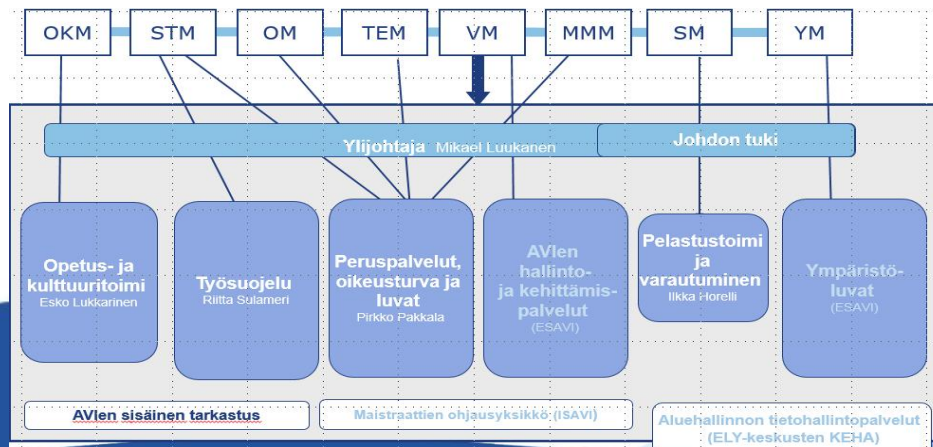 OKM
STM
OM
TEM
VM
MMM
SM
YM
Ylijohtaja Mikael Luukanen
Johdon tuki
Opetus- ja
kulttuuritoimi
Esko Lukkarinen
Työsuojelu
Riitta Sulameri
Peruspalvelut,
oikeusturva ja
luvat
Pirkko Pakkala
AVIen
hallinto-
ja kehittämis-
palvelut
(ESAVI)
Pelastustoimi
ja
varautuminen
Ilkka Horelli
Ympäristö-
luvat
(ESAVI)
AVIen sisäinen tarkastus
Maistraattien ohjausyksikkö (ISAVI)
Aluehallinnon tietohallintopalvelut
(ELY-keskusten KEHA)